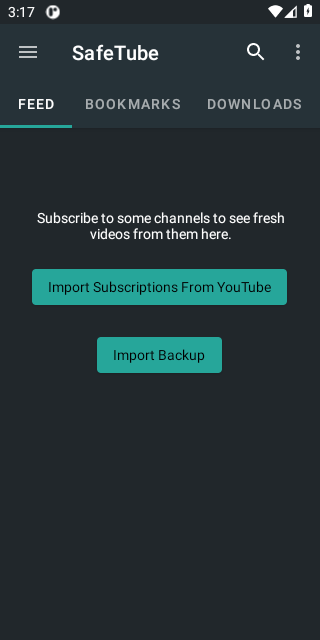 3:17
SafeTube
FEED
BOOKMARKS
DOWNLOADS
Subscribe to some channels to see fresh
videos from them here.
Import Subscriptions From YouTube
Import Backup